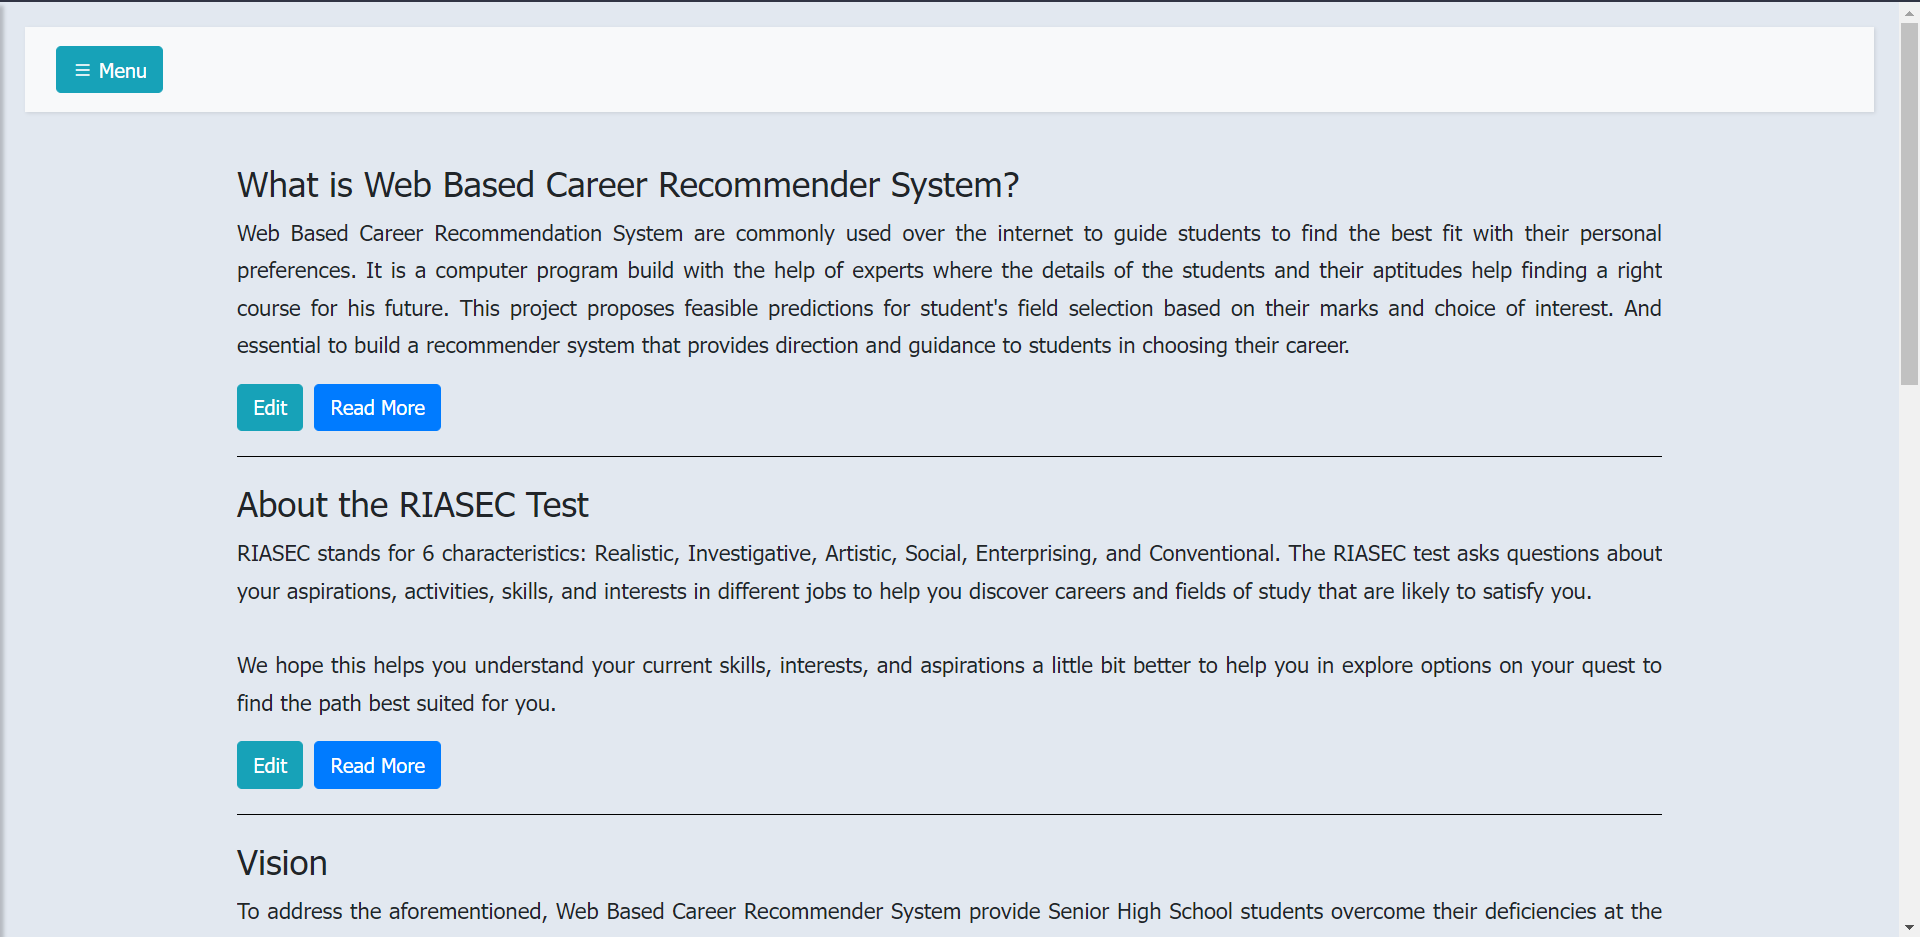 Menu
What is Web Based Career Recommender System?
Web Based Career Recommendation System are commonly used over the internet to guide students to find the best fit with their personal
preferences. It is a computer program build with the help of experts where the details of the students and their aptitudes help finding a right
course for his future. This project proposes feasible predictions for student's field selection based on their marks and choice of interest. And
essential to build a recommender system that provides direction and guidance to students in choosing their career.
Edit Read More
About the RIASEC Test
RIASEC stands for 6 characteristics: Realistic, Investigative, Artistic, Social, Enterprising, and Conventional. The RIASEC test asks questions about
your aspirations, activities, skills, and interests in different jobs to help you discover careers and fields of study that are likely to satisfy you.
We hope this helps you understand your current skills, interests, and aspirations a little bit better to help you in explore options on your quest to
find the path best suited for you.
Edit Read More
Vision
To address the aforementioned, Web Based Career Recommender System provide Senior High School students overcome their deficiencies at the